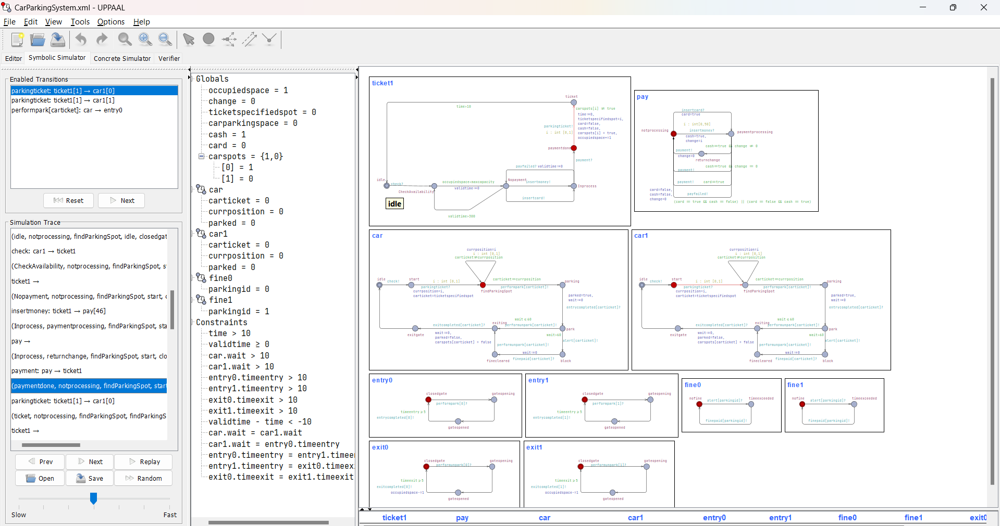 CarParkingSystem.xml - UPPAAL
File Edit View Tools Options Help
Editor Symbolic Simulator Concrete Simulator Verifier
Enabled Transitions
parkingticket: ticket1[1] → car1[0]
parkingticket: ticket1[1] → car1[1]
performpark[carticket]: car → entry0
Reset Next
Simulation Trace
(idle, notprocessing, findParkingSpot, idle, closedgat
check: car1 → ticket1
(CheckAvailability, notprocessing, findParkingSpot, s
ticket1 →
(Nopayment, notprocessing, findParkingSpot, start, c
insertmoney: ticket1 → pay[46]
(Inprocess, paymentprocessing, findParkingSpot, sta
pay →
(Inprocess, returnchange, findParkingSpot, start, clo
payment: pay → ticket1
(paymentdone, notprocessing, findParkingSpot, start
parkingticket: ticket1[1] → car1[0]
(ticket, notprocessing, findParkingSpot, findParkingS
ticket1 →
Prev Next Replay
Open Save Random
Slow Fast
Globals
occupiedspace = 1
change = 0
ticketspecifiedspot = 0
carparkingspace = 0
cash = 1
card = 0
carspots = {1,0}
[0] = 1
[1] = 0
car
carticket = 0
currposition = 0
parked = 0
car1
carticket = 0
currposition = 0
parked = 0
fine0
parkingid = 0
fine1
parkingid = 1
Constraints
time > 10
validtime ≥ 0
car.wait > 10
car1.wait > 10
entry0.timeentry > 10
entry1.timeentry > 10
exit0.timeexit > 10
exit1.timeexit > 10
validtime - time < -10
car.wait = car1.wait
car1.wait = entry0.timeentry
entry0.timeentry = entry1.timee
entry1.timeentry = exit0.timeex
exit0.timeexit = exit1.timeexit
ticket1
ticket
time>10
carspots[i] ≠ true
time:=0,
ticketspecifiedspot=i,
card=false,
cash=false,
carspots[i] = true,
occupiedspace+=1
parkingticket!
i : int [0,1]
paymentdone
payment?
payfailed? validtime:=0
idle
check?
CheckAvailability
occupiedspace<maxcapacity
validtime:=0
Nopayment
insertmoney!
Inprocess
insertcard!
validtime>300
idle
pay
insertcard?
card=true
i : int[0,50]
notprocessing
insertmoney?
cash=true,
change=i
paymentprocessing
cash==true && change ≠ 0
payment!
change=0
returnchange
cash==true && change == 0
payment!
payment! card==true
card=false,
cash=false,
change=0
payfailed!
(card == true && cash == false) || (card == false && cash == true)
car
currposition=i
i : int [0,1]
carticket≠currposition
idle
check!
start
i : int [0,1]
parkingticket?
currposition=i,
carticket=ticketspecifiedspot
findParkingSpot
carticket==currposition
performpark[carticket]!
parking
parked=true,
wait:=0
entrycompleted[carticket]?
wait≤60
performunpark[carticket]!
park
exiting
exitcompleted[carticket]?
wait:=0,
parked=false,
carspots[carticket] = false
exitgate
wait>60
alert[carticket]!
performunpark[carticket]!
wait:=0
finepaid[carticket]?
finecleared
block
car1
currposition=i
i : int [0,1]
carticket≠currposition
idle
check!
start
i : int [0,1]
parkingticket?
currposition=i,
carticket=ticketspecifiedspot
findParkingSpot
carticket==currposition
performpark[carticket]!
parking
parked=true,
wait:=0
entrycompleted[carticket]?
wait≤60
performunpark[carticket]!
park
exiting
exitcompleted[carticket]?
wait:=0,
parked=false,
carspots[carticket] = false
exitgate
wait>60
alert[carticket]!
performunpark[carticket]!
wait:=0
finepaid[carticket]?
finecleared
block
entry0
closedgate
gateopening
performpark[0]?
timeentry≥5
entrycompleted[0]!
gateopened
entry1
closedgate
gateopening
performpark[1]?
timeentry≥5
entrycompleted[1]!
gateopened
fine0
nofine
alert[parkingid]?
timeexceeded
finepaid[parkingid]!
fine1
nofine
alert[parkingid]?
timeexceeded
finepaid[parkingid]!
exit0
closedgate
gateopening
performunpark[0]?
timeexit≥5
exitcompleted[0]!
occupiedspace-=1
gateopened
exit1
closedgate
gateopening
performunpark[1]?
timeexit≥5
exitcompleted[1]!
occupiedspace-=1
gateopened
ticket1 pay car car1 entry0 entry1 fine0 fine1 exit0